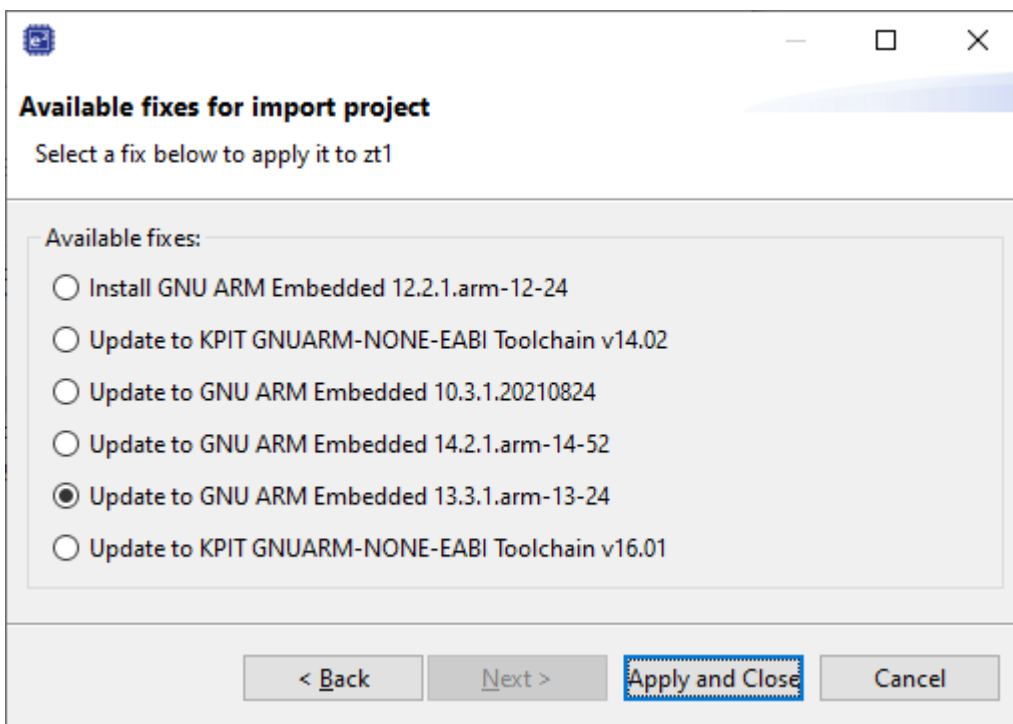 e²
Available fixes for import project
Select a fix below to apply it to zt1
Available fixes:
Install GNU ARM Embedded 12.2.1.arm-12-24
Update to KPIT GNUARM-NONE-EABI Toolchain v14.02
Update to GNU ARM Embedded 10.3.1.20210824
Update to GNU ARM Embedded 14.2.1.arm-14-52
Update to GNU ARM Embedded 13.3.1.arm-13-24
Update to KPIT GNUARM-NONE-EABI Toolchain v16.01
< Back Next > Apply and Close Cancel